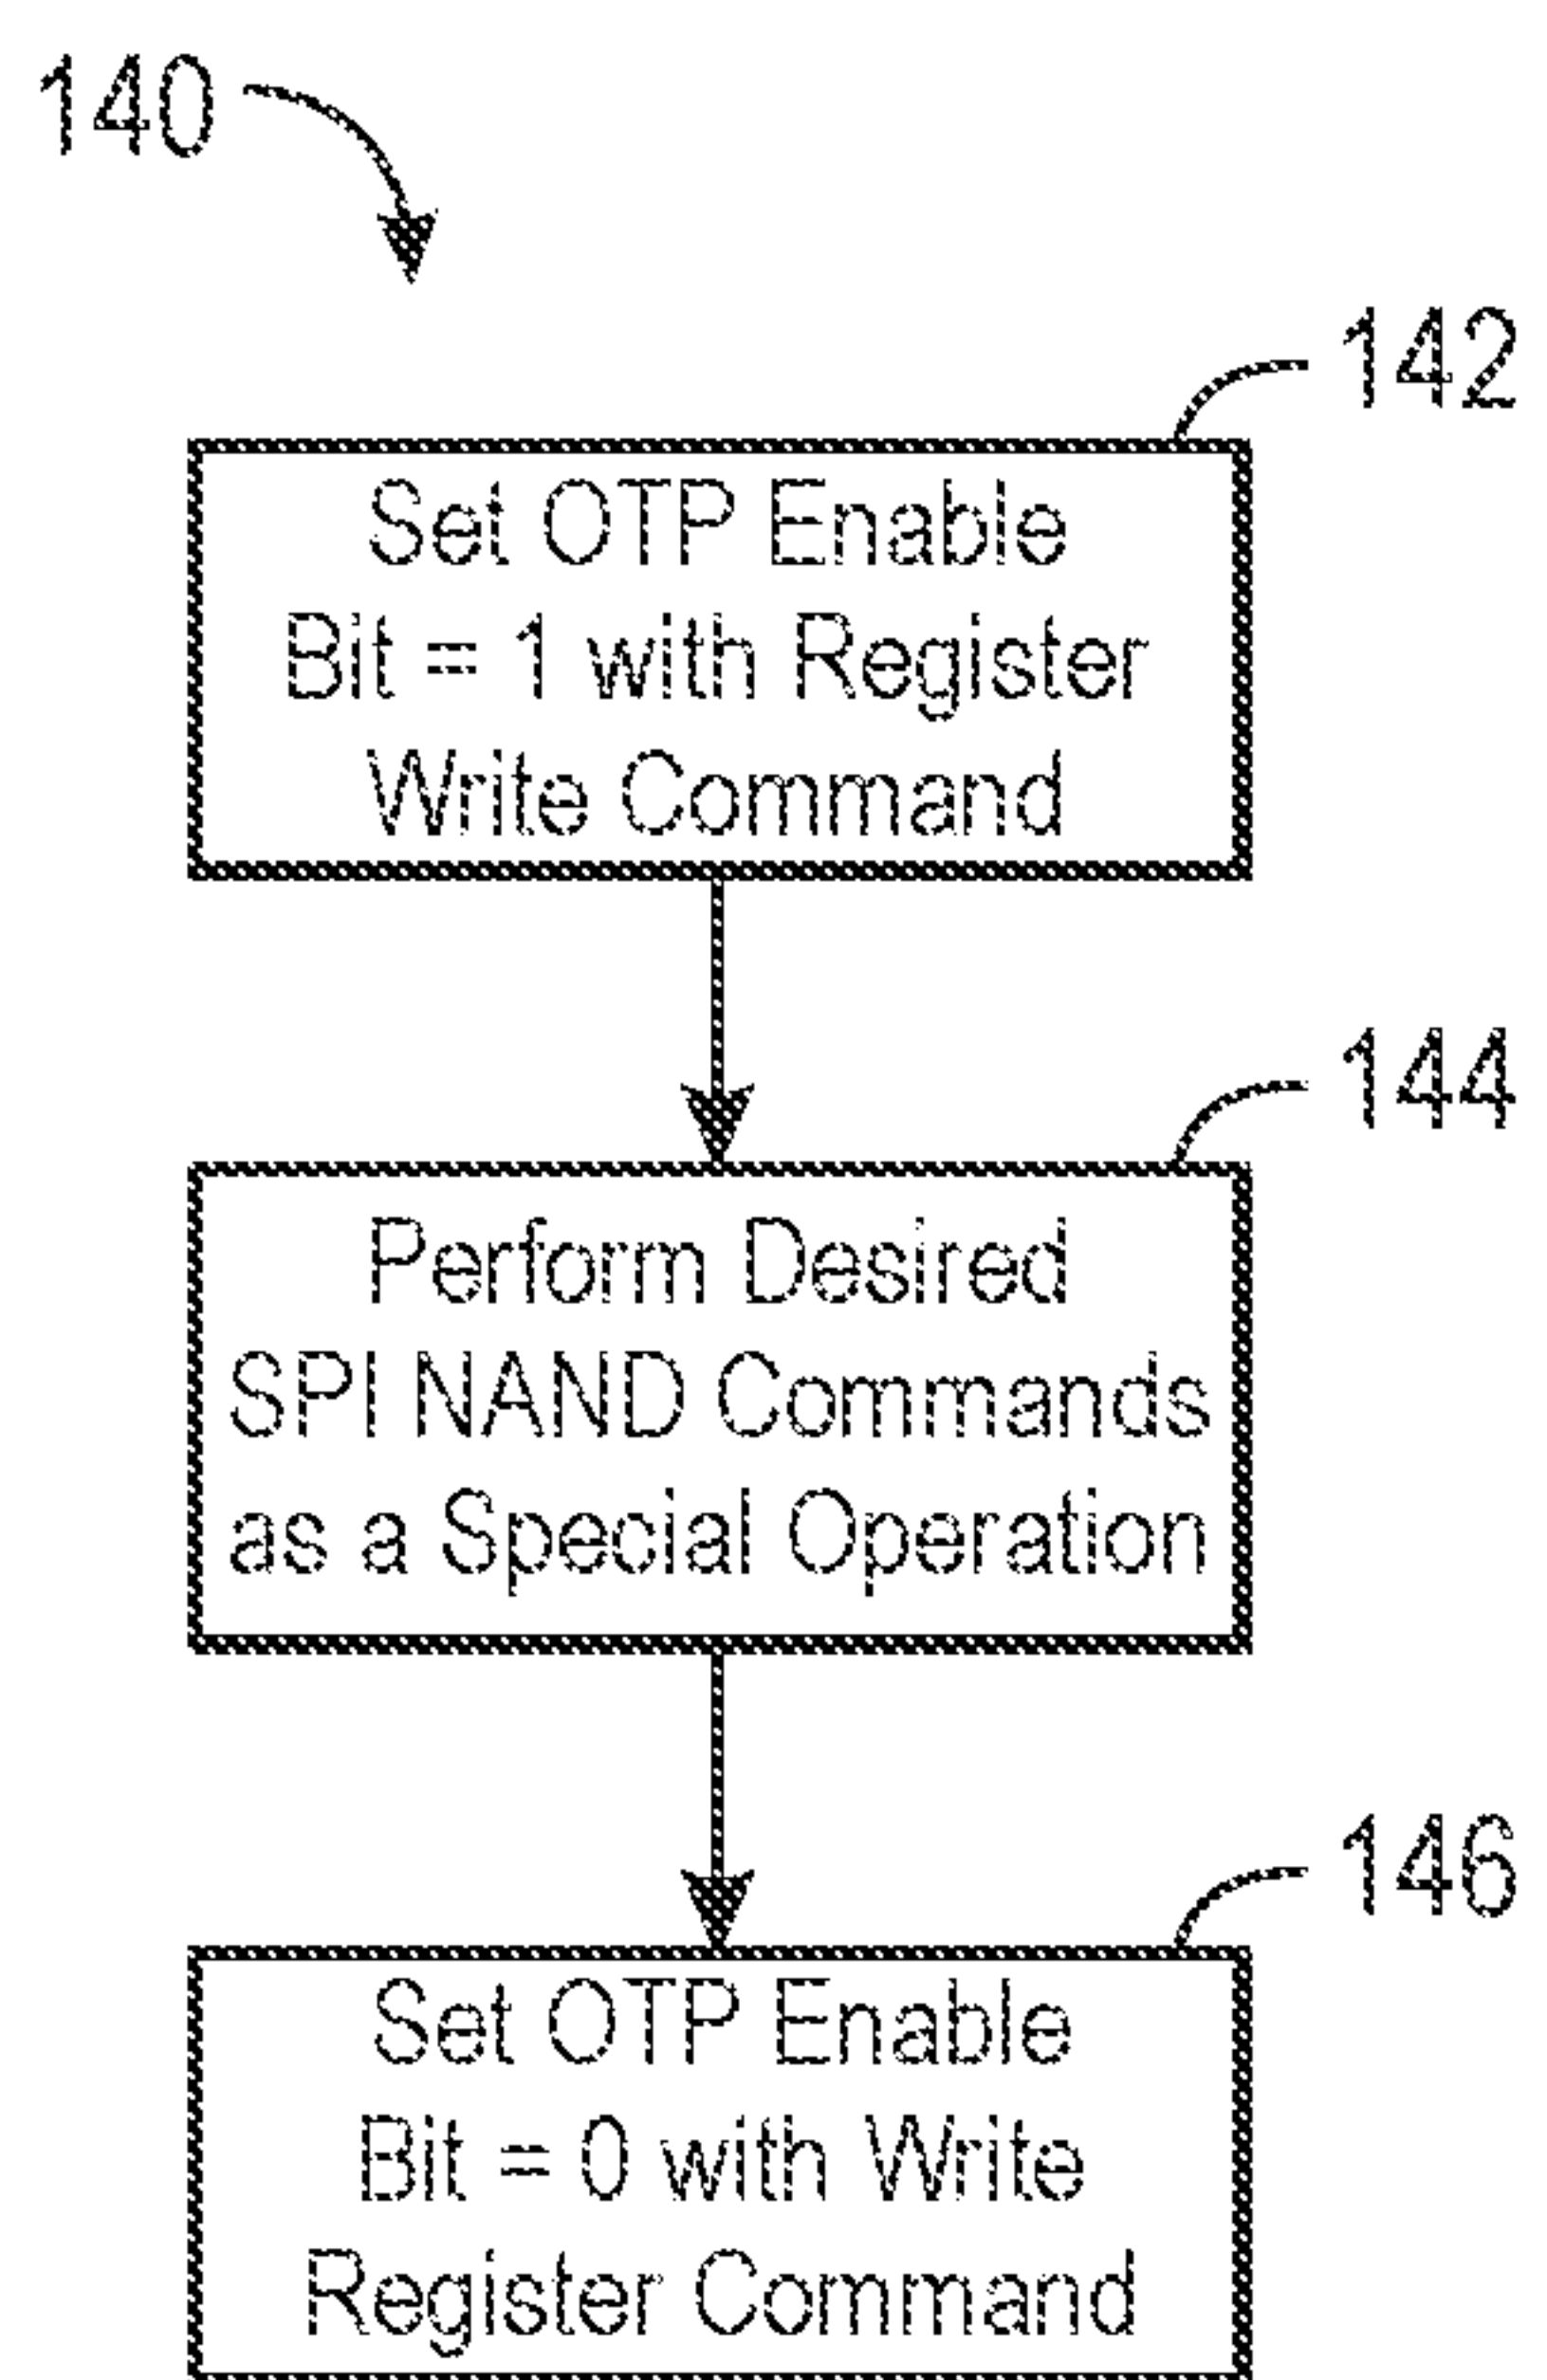 140
142
Set OTP Enable
Bit = 1 with Register
Write Command
144
Perform Desired
SPI NAND Commands
as a Special Operation
146
Set OTP Enable
Bit = 0 with Write
Register Command